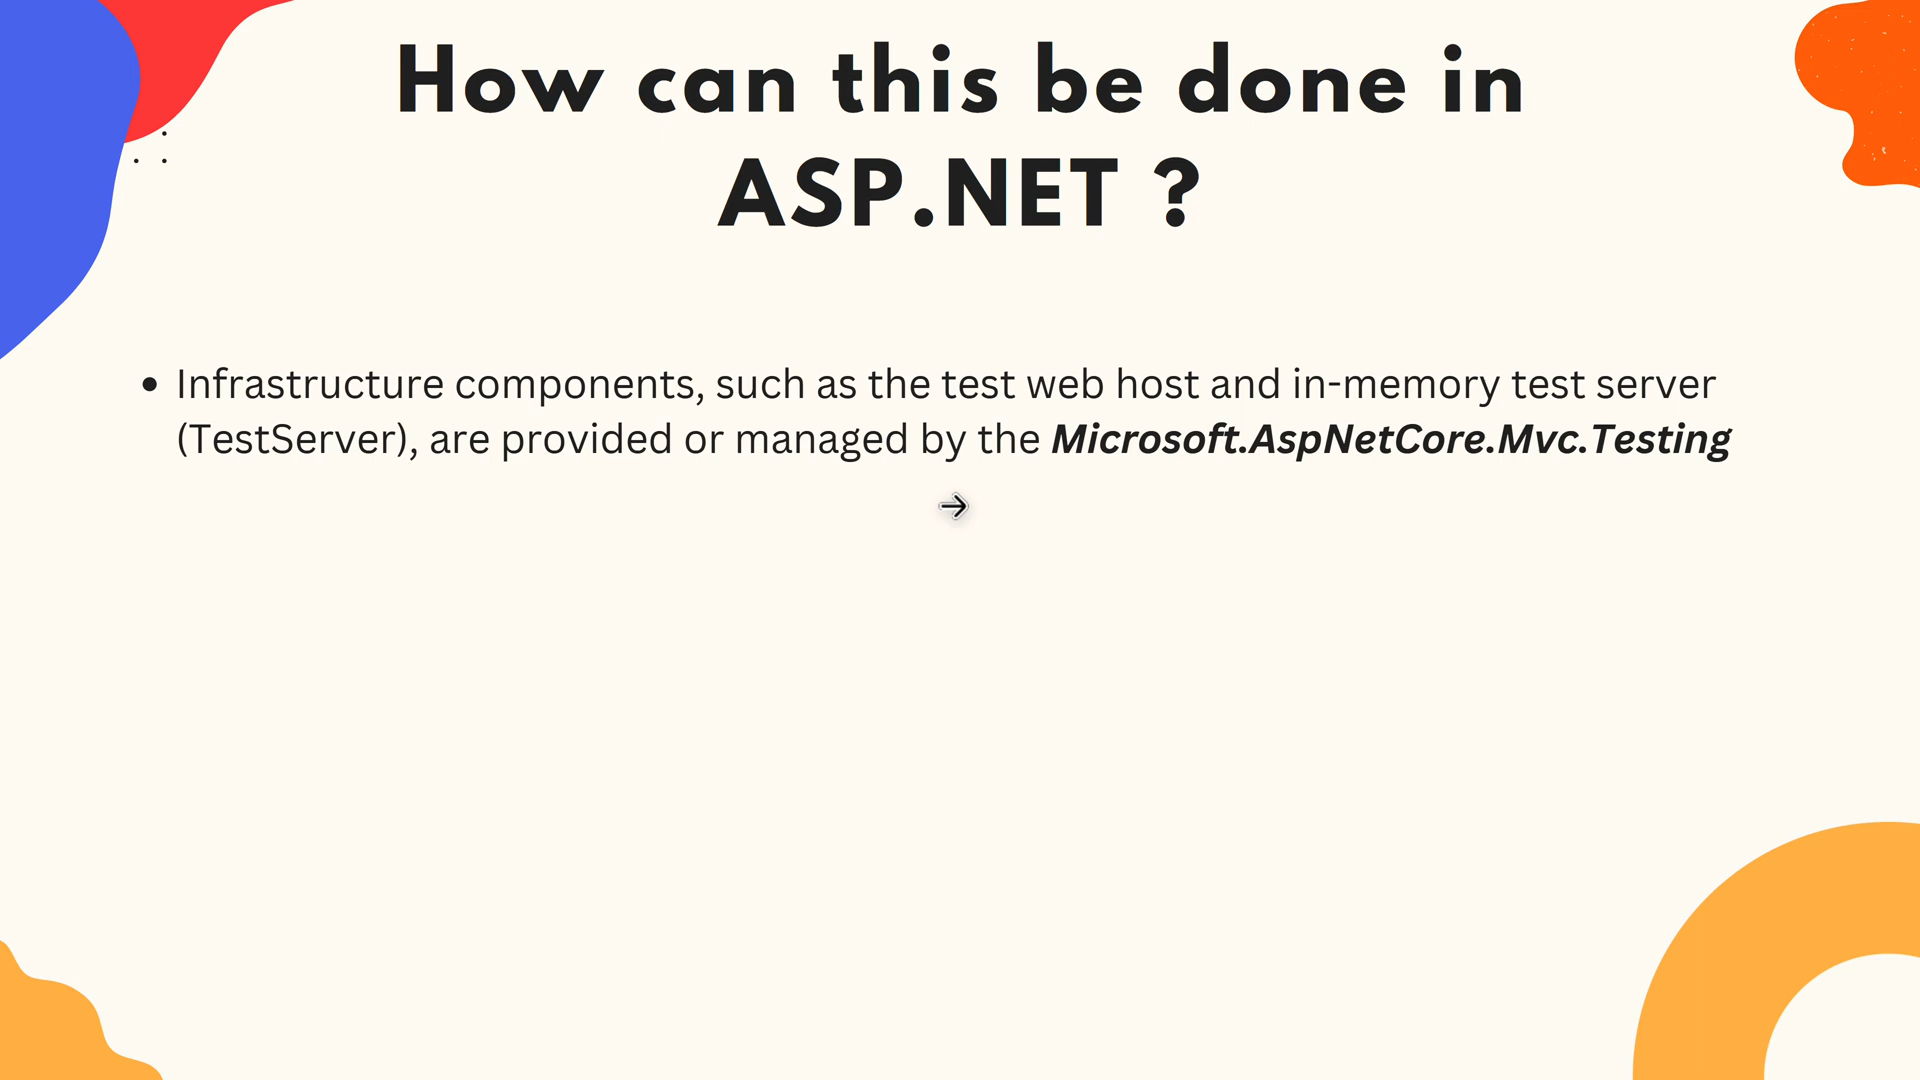 How can this be done in
ASP.NET ?
• Infrastructure components, such as the test web host and in-memory test server
(TestServer), are provided or managed by the Microsoft.AspNetCore.Mvc.Testing